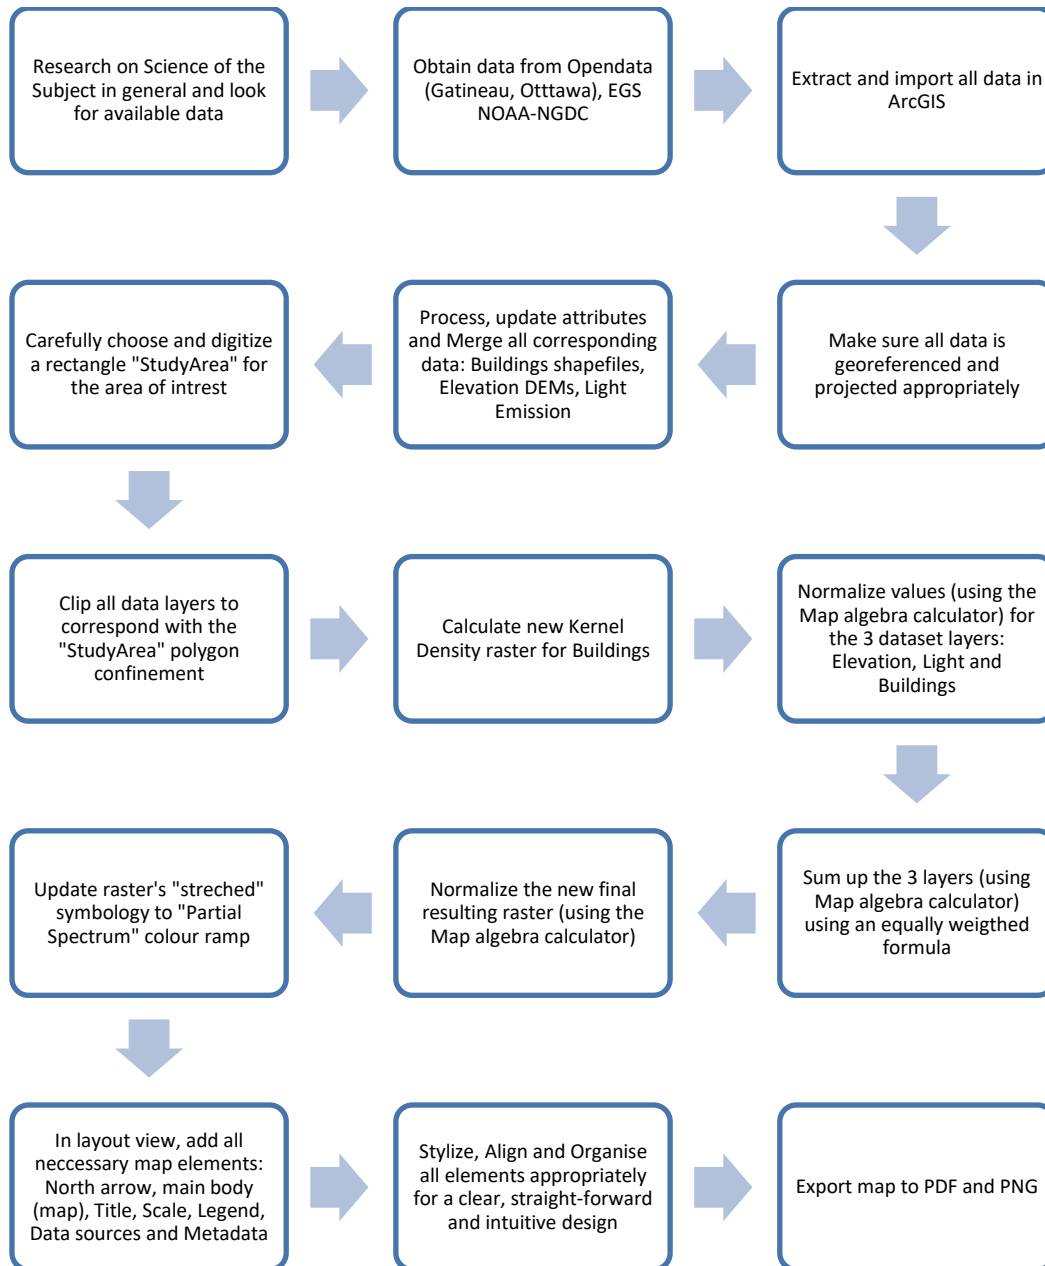 Research on Science of the
Subject in general and look
for available data
Obtain data from Opendata
(Gatineau, Otttawa), EGS
NOAA-NGDC
Extract and import all data in
ArcGIS
Make sure all data is
georeferenced and
projected appropriately
Process, update attributes
and Merge all corresponding
data: Buildings shapefiles,
Elevation DEMs, Light
Emission
Carefully choose and digitize
a rectangle "StudyArea" for
the area of intrest
Clip all data layers to
correspond with the
"StudyArea" polygon
confinement
Calculate new Kernel
Density raster for Buildings
Normalize values (using the
Map algebra calculator) for
the 3 dataset layers:
Elevation, Light and
Buildings
Sum up the 3 layers (using
Map algebra calculator)
using an equally weigthed
formula
Normalize the new final
resulting raster (using the
Map algebra calculator)
Update raster's "streched"
symbology to "Partial
Spectrum" colour ramp
In layout view, add all
neccessary map elements:
North arrow, main body
(map), Title, Scale, Legend,
Data sources and Metadata
Stylize, Align and Organise
all elements appropriately
for a clear, straight-forward
and intuitive design
Export map to PDF and PNG